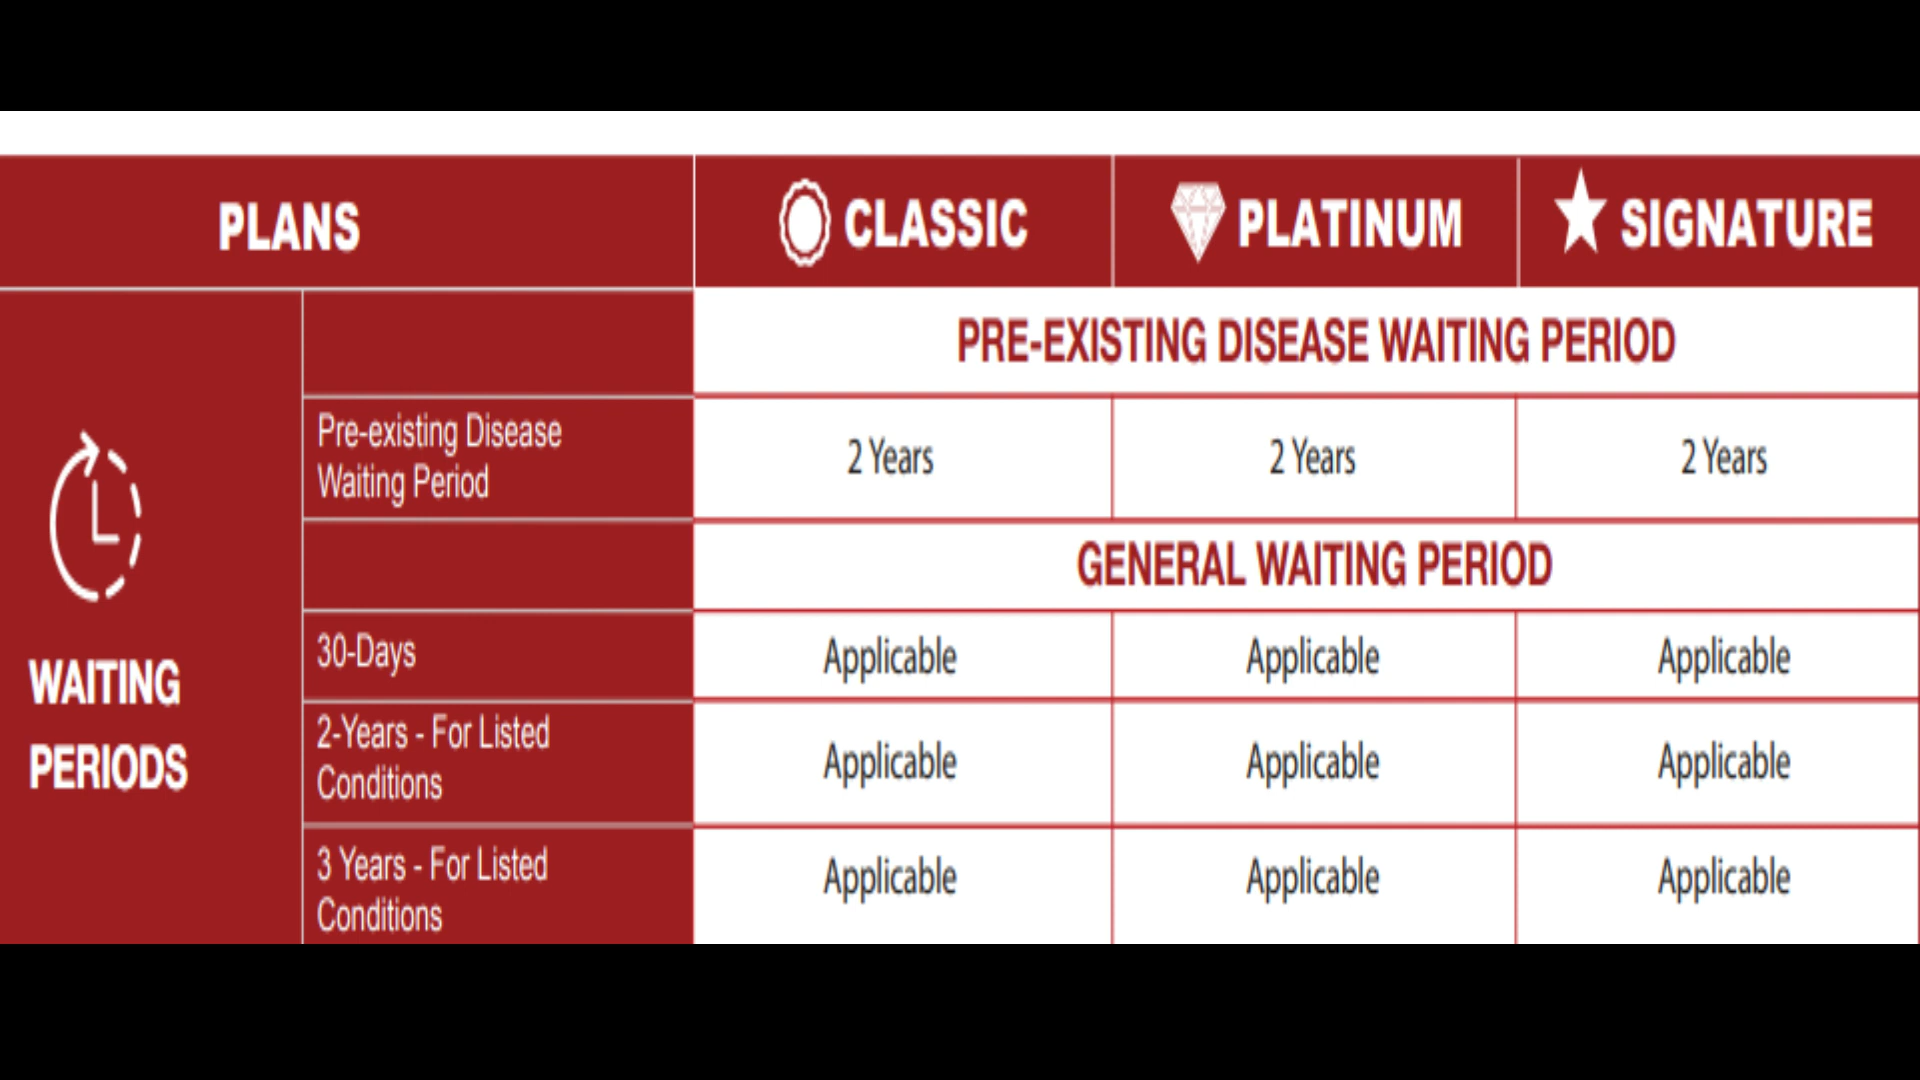 PLANS CLASSIC PLATINUM SIGNATURE
PRE-EXISTING DISEASE WAITING PERIOD
Pre-existing Disease
Waiting Period
2 Years 2 Years 2 Years
GENERAL WAITING PERIOD
WAITING
PERIODS
30-Days Applicable Applicable Applicable
2-Years - For Listed
Conditions
Applicable Applicable Applicable
3 Years - For Listed
Conditions
Applicable Applicable Applicable